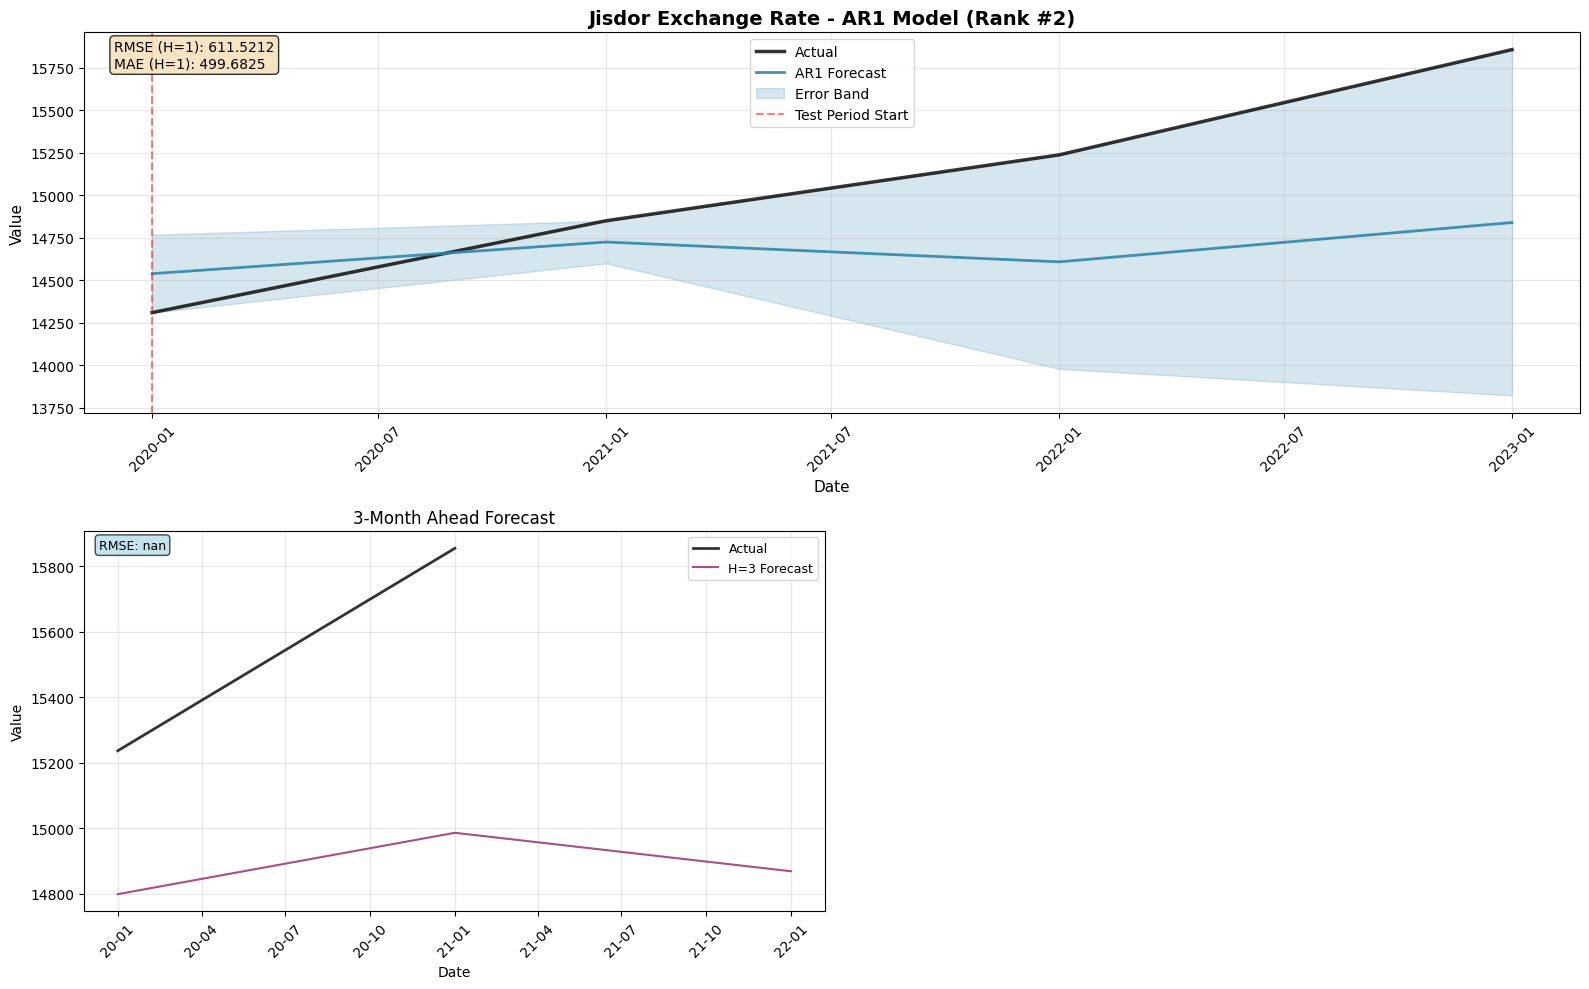 Jisdor Exchange Rate - AR1 Model (Rank #2)
RMSE (H=1): 611.5212
MAE (H=1): 499.6825
Actual
AR1 Forecast
Error Band
Test Period Start
Value
15750
15500
15250
15000
14750
14500
14250
14000
13750
2020-01
2020-07
2021-01
2021-07
2022-01
2022-07
2023-01
Date
3-Month Ahead Forecast
RMSE: nan
Actual
H=3 Forecast
Value
15800
15600
15400
15200
15000
14800
20-01
20-04
20-07
20-10
21-01
21-04
21-07
21-10
22-01
Date